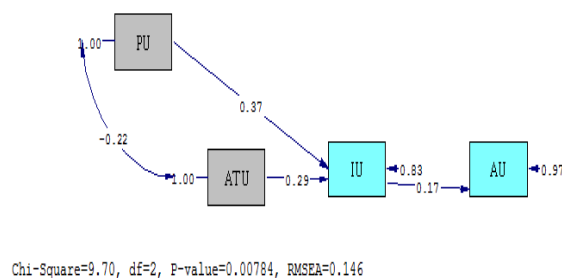 1.00 PU
0.37
-0.22
1.00 ATU 0.29 IU 0.83 0.17 AU 0.97
Chi-Square=9.70, df=2, P-value=0.00784, RMSEA=0.146